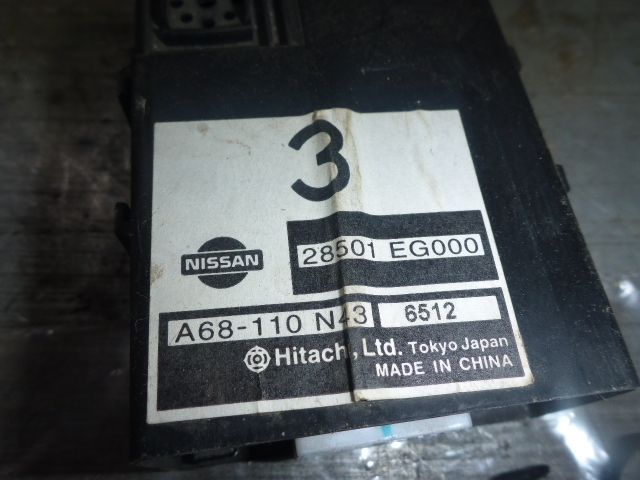 3
NISSAN
28501 EG000
A68-110 N43 6512
Hitachi, Ltd. Tokyo Japan
MADE IN CHINA